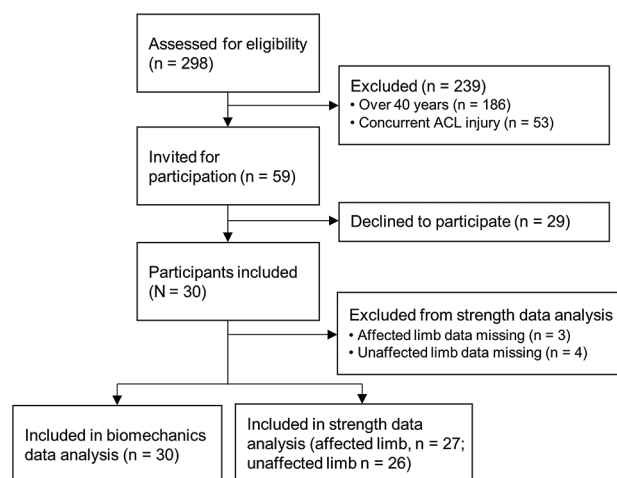 Assessed for eligibility
(n = 298)
Excluded (n = 239)
• Over 40 years (n = 186)
• Concurrent ACL injury (n = 53)
Invited for
participation (n = 59)
Declined to participate (n = 29)
Participants included
(N = 30)
Excluded from strength data analysis
• Affected limb data missing (n = 3)
• Unaffected limb data missing (n = 4)
Included in biomechanics
data analysis (n = 30)
Included in strength data
analysis (affected limb, n = 27;
unaffected limb n = 26)